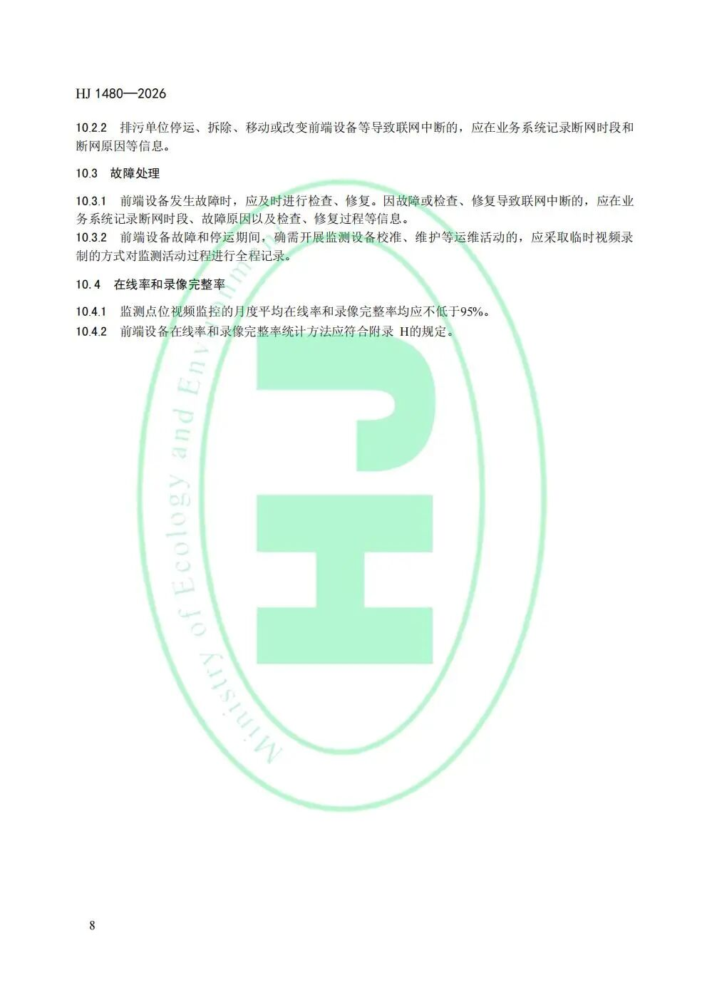 HJ 1480—2026
10.2.2 排污单位停运、拆除、移动或改变前端设备等导致联网中断的，应在业务系统记录断网时段和
断网原因等信息。
10.3 故障处理
10.3.1 前端设备发生故障时，应及时进行检查、修复。因故障或检查、修复导致联网中断的，应在业
务系统记录断网时段、故障原因以及检查、修复过程等信息。
10.3.2 前端设备故障和停运期间，确需开展监测设备校准、维护等运维活动的，应采取临时视频录
制的方式对监测活动过程进行全程记录。
10.4 在线率和录像完整率
10.4.1 监测点位视频监控的月度平均在线率和录像完整率均应不低于95%。
10.4.2 前端设备在线率和录像完整率统计方法应符合附录 H的规定。
Ministry of Ecology and Environment
HJ
8